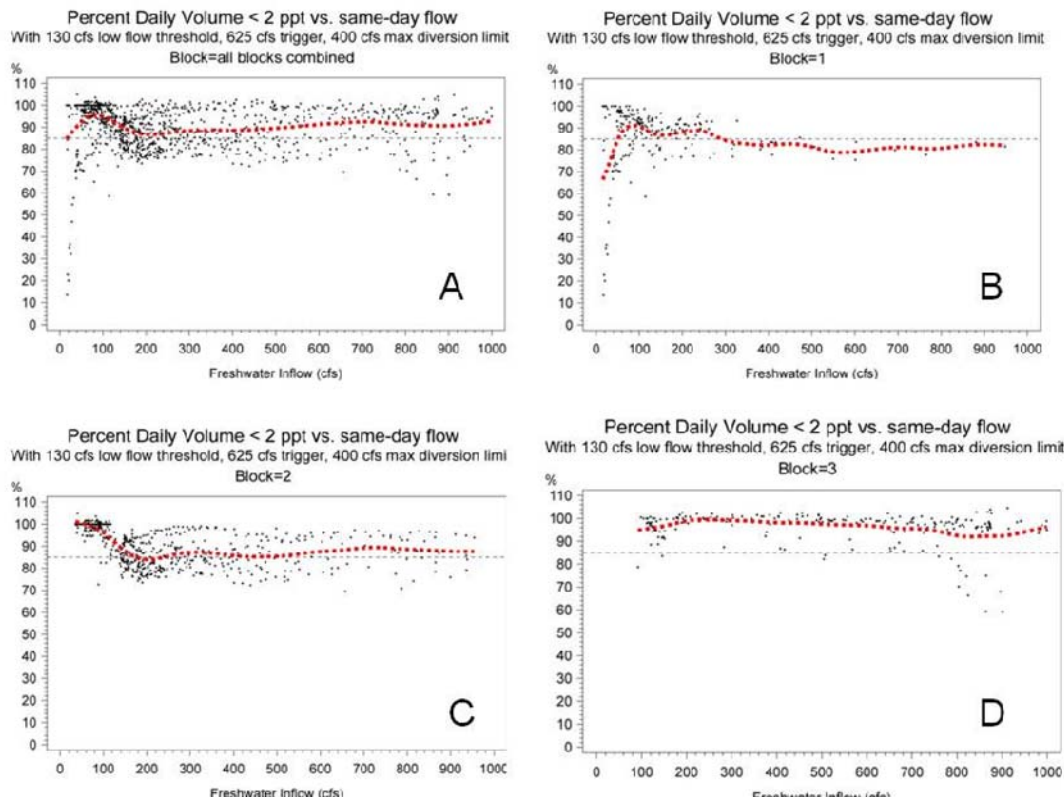 Percent Daily Volume < 2 ppt vs. same-day flow
With 130 cfs low flow threshold, 625 cfs trigger, 400 cfs max diversion limit
Block=all blocks combined
%
110
100
90
80
70
60
50
40
30
20
10
0
A
0 100 200 300 400 500 600 700 800 900 1000
Freshwater Inflow (cfs)
Percent Daily Volume < 2 ppt vs. same-day flow
With 130 cfs low flow threshold, 625 cfs trigger, 400 cfs max diversion limit
Block=1
%
110
100
90
80
70
60
50
40
30
20
10
0
B
0 100 200 300 400 500 600 700 800 900 1000
Freshwater Inflow (cfs)
Percent Daily Volume < 2 ppt vs. same-day flow
With 130 cfs low flow threshold, 625 cfs trigger, 400 cfs max diversion limi
Block=2
%
110
100
90
80
70
60
50
40
30
20
10
0
C
0 100 200 300 400 500 600 700 800 900 1000
Freshwater Inflow (cfs)
Percent Daily Volume < 2 ppt vs. same-day flow
With 130 cfs low flow threshold, 625 cfs trigger, 400 cfs max diversion limit
Block=3
%
110
100
90
80
70
60
50
40
30
20
10
0
D
0 100 200 300 400 500 600 700 800 900 1000
Freshwater Inflow (cfs)